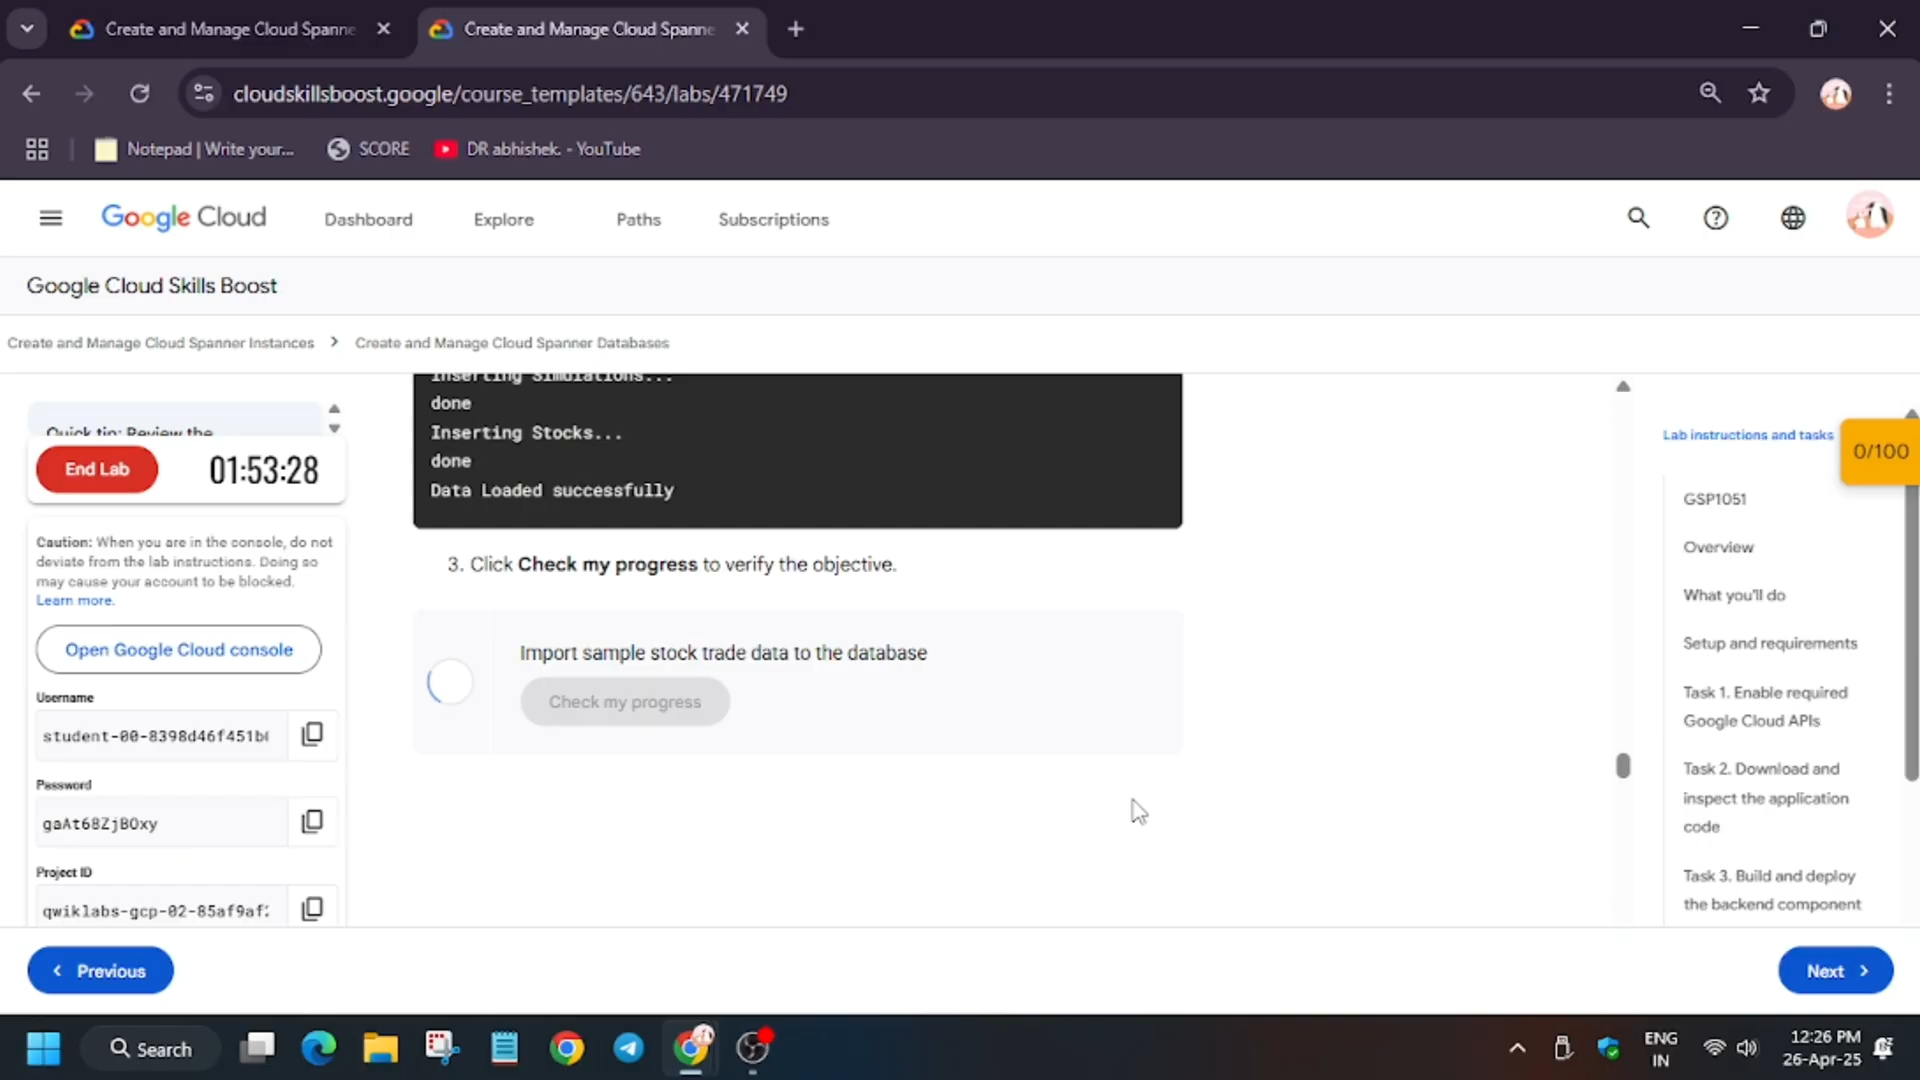 Create and Manage Cloud Spanne
Create and Manage Cloud Spanne
cloudskillsboost.google/course_templates/643/labs/471749
Notepad | Write your...
SCORE
DR abhishek. - YouTube
Google Cloud
Dashboard
Explore
Paths
Subscriptions
Google Cloud Skills Boost
Create and Manage Cloud Spanner Instances
Create and Manage Cloud Spanner Databases
Quick tip: Review the
End Lab
01:53:28
Caution: When you are in the console, do not
deviate from the lab instructions. Doing so
may cause your account to be blocked.
Learn more.
Open Google Cloud console
Username
student-00-8398d46f451b
Password
gaAt68ZjBOxy
Project ID
qwiklabs-gcp-02-85af9af
Inserting Simulations...
done
Inserting Stocks...
done
Data Loaded successfully
3. Click Check my progress to verify the objective.
Import sample stock trade data to the database
Check my progress
Lab instructions and tasks
0/100
GSP1051
Overview
What you'll do
Setup and requirements
Task 1. Enable required
Google Cloud APIs
Task 2. Download and
inspect the application
code
Task 3. Build and deploy
the backend component
Previous
Next
Search
ENG
IN
12:26 PM
26-Apr-25